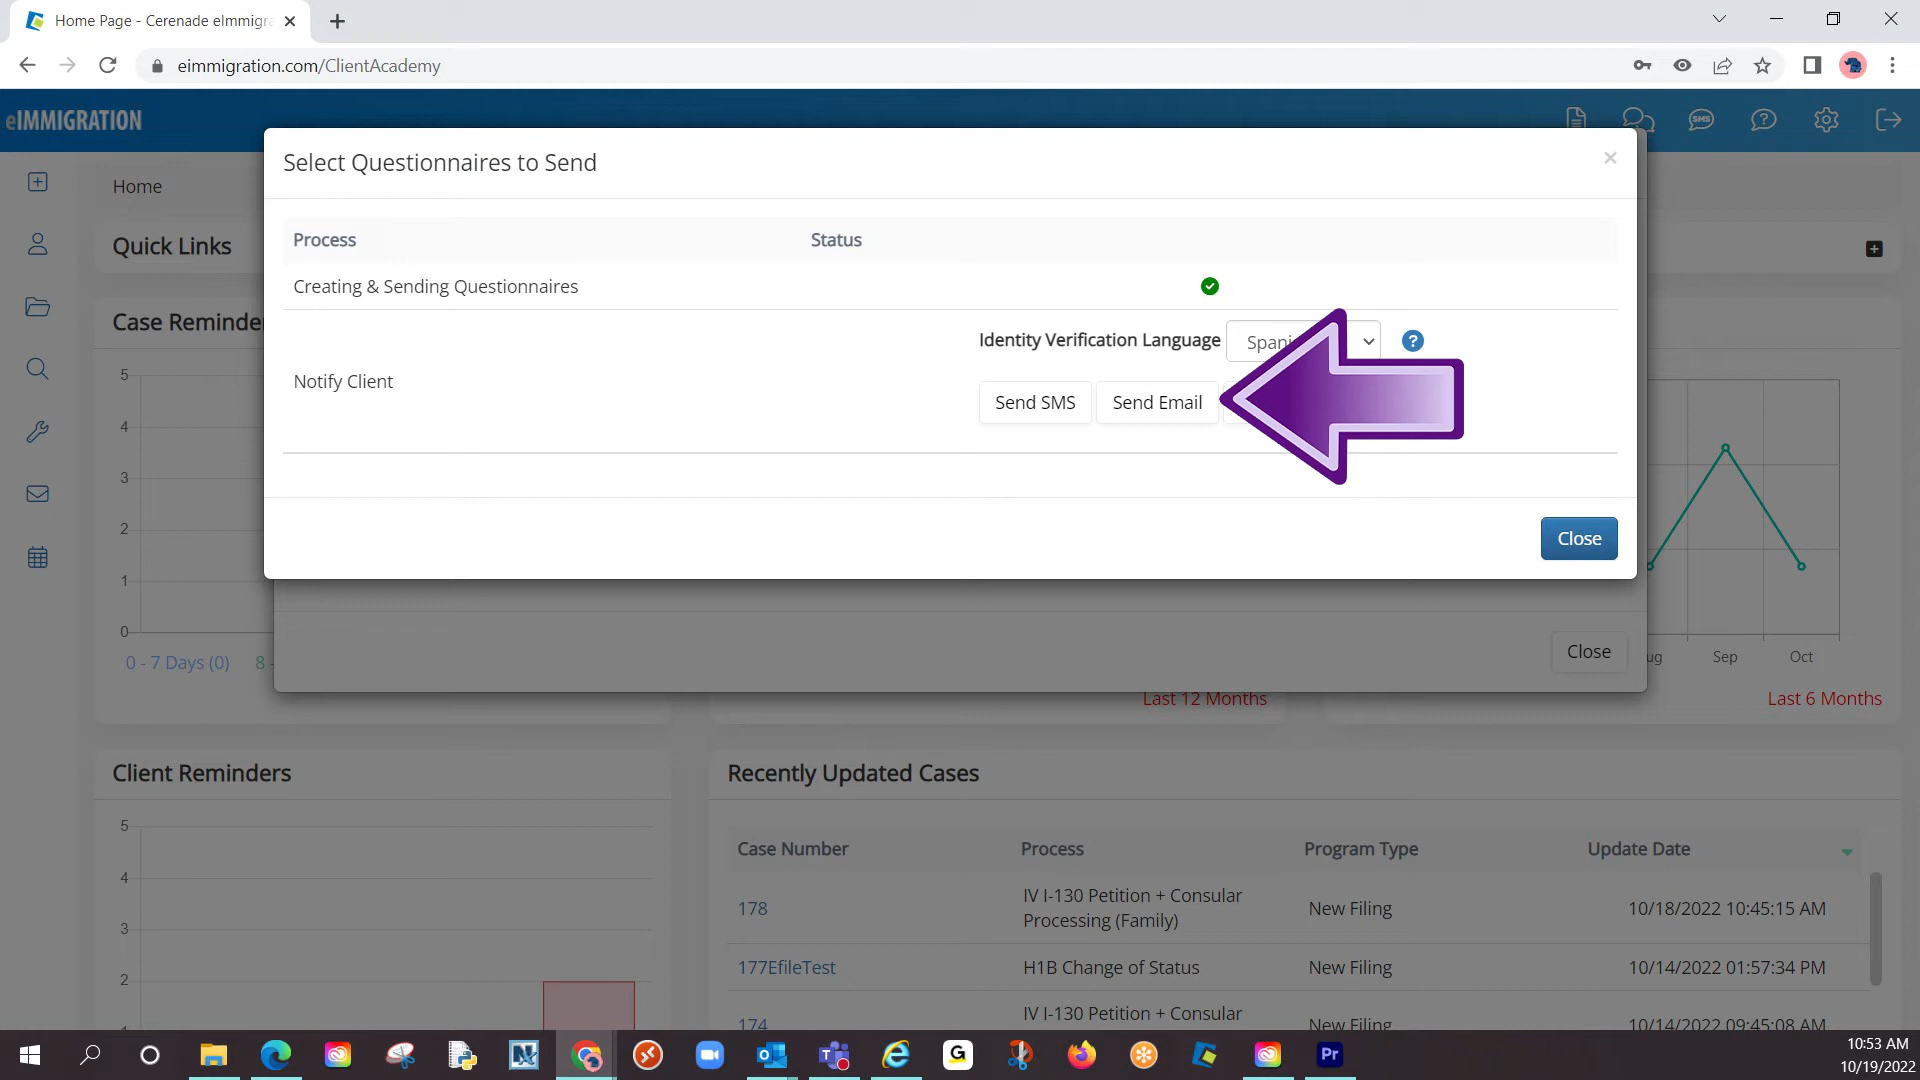 Home Page - Cerenade eImmigra
eimmigration.com/ClientAcademy
eIMMIGRATION
SMS
Home
Quick Links
Case Reminde
5
4
3
2
1
0
0 - 7 Days (0) 8 -
Select Questionnaires to Send
Process Status
Creating & Sending Questionnaires
Identity Verification Language Spani ?
Notify Client
Send SMS Send Email
Close
Close
ug Sep Oct
Last 12 Months
Last 6 Months
Client Reminders
5
4
3
2
Recently Updated Cases
Case Number Process Program Type Update Date
178 IV I-130 Petition + Consular Processing (Family) New Filing 10/18/2022 10:45:15 AM
177EfileTest H1B Change of Status New Filing 10/14/2022 01:57:34 PM
174 IV I-130 Petition + Consular New Filing 10/14/2022 09:45:08 AM
G
Pr
10:53 AM
10/19/2022